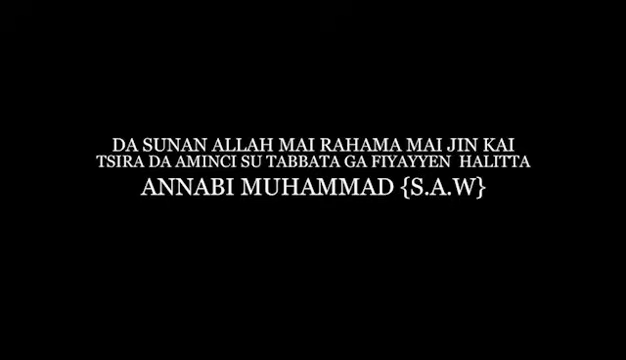 DA SUNAN ALLAH MAI RAHAMA MAI JIN KAI
TSIRA DA AMINCI SU TABBATA GA FIYAYYEN HALITTA
ANNABI MUHAMMAD {S.A.W}